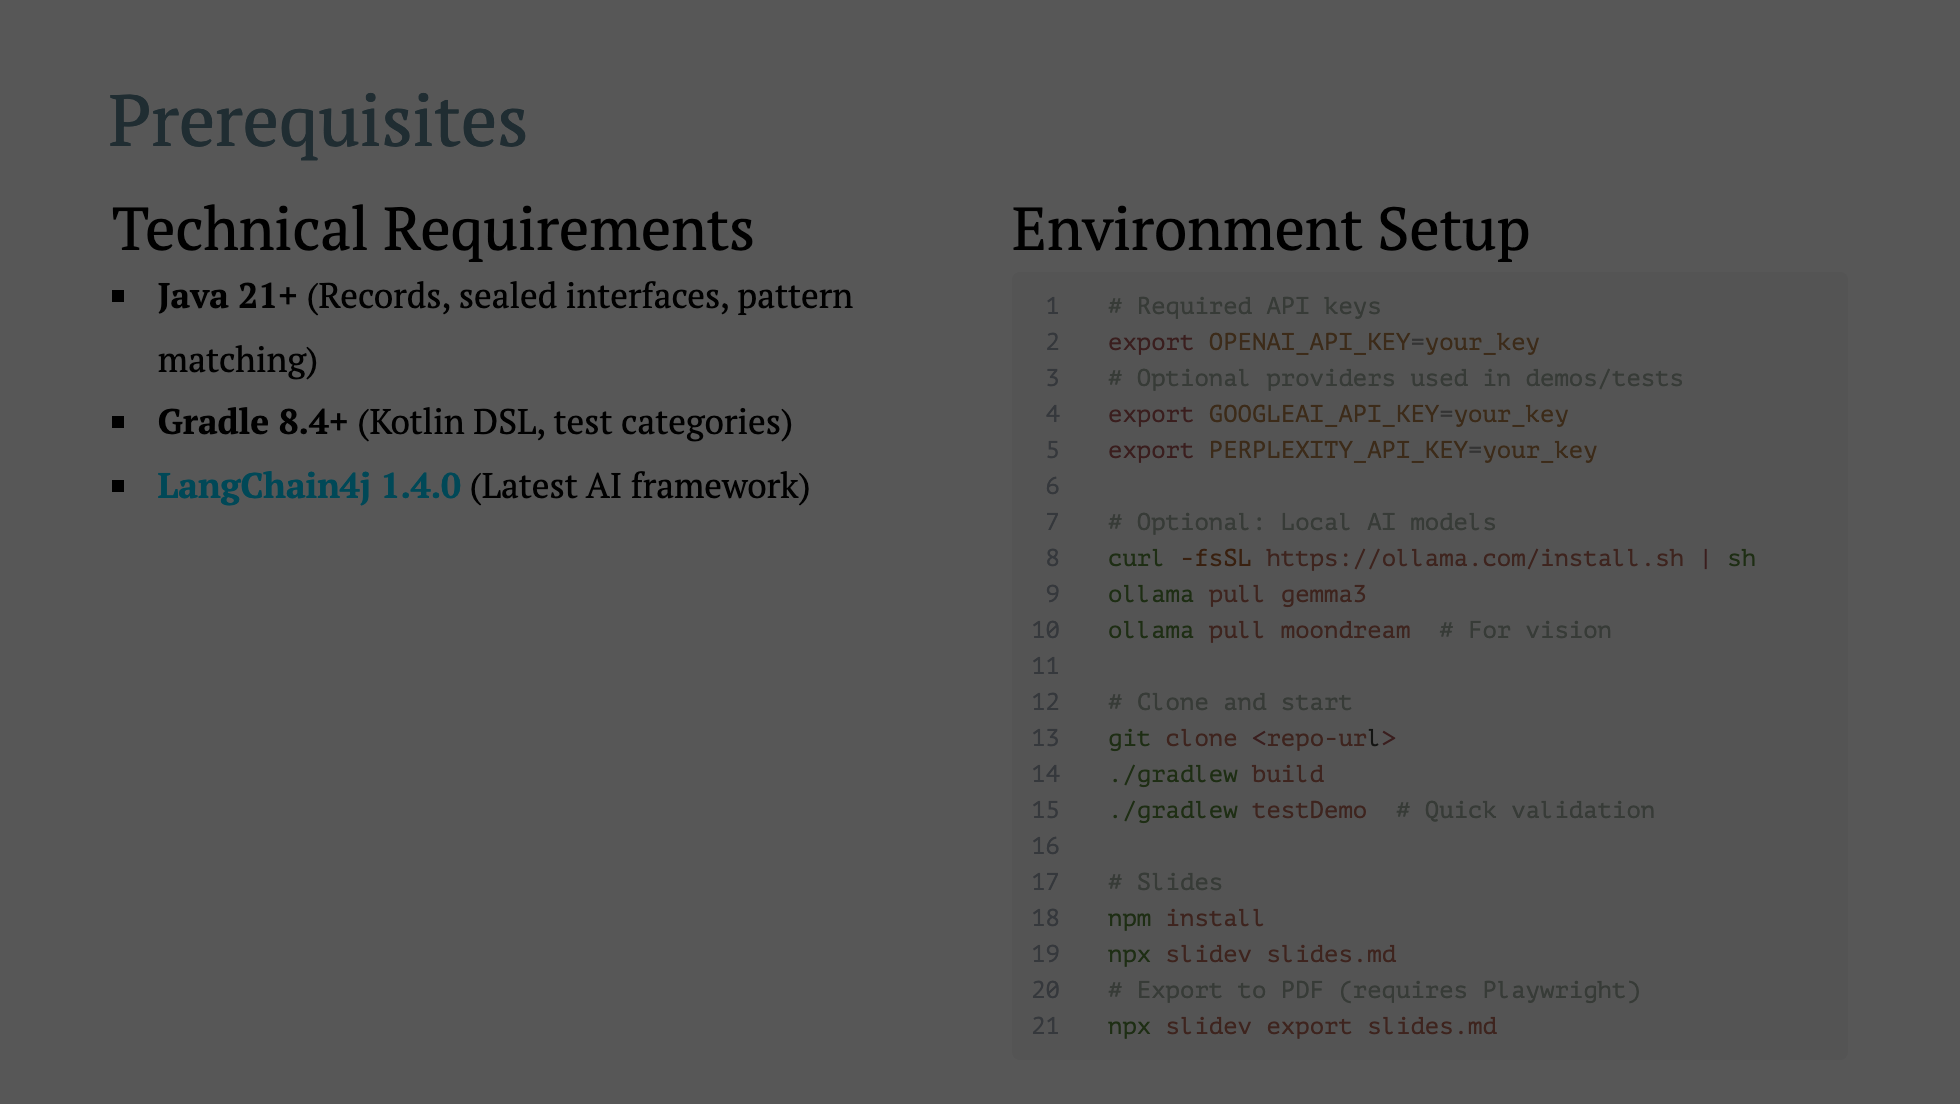 Prerequisites
Technical Requirements
▪ Java 21+ (Records, sealed interfaces, pattern
matching)
▪ Gradle 8.4+ (Kotlin DSL, test categories)
▪ LangChain4j 1.4.0 (Latest AI framework)
Environment Setup
1 # Required API keys
2 export OPENAI_API_KEY=your_key
3 # Optional providers used in demos/tests
4 export GOOGLEAI_API_KEY=your_key
5 export PERPLEXITY_API_KEY=your_key
6
7 # Optional: Local AI models
8 curl -fsSL https://ollama.com/install.sh | sh
9 ollama pull gemma3
10 ollama pull moondream  # For vision
11
12 # Clone and start
13 git clone <repo-url>
14 ./gradlew build
15 ./gradlew testDemo  # Quick validation
16
17 # Slides
18 npm install
19 npx slidev slides.md
20 # Export to PDF (requires Playwright)
21 npx slidev export slides.md